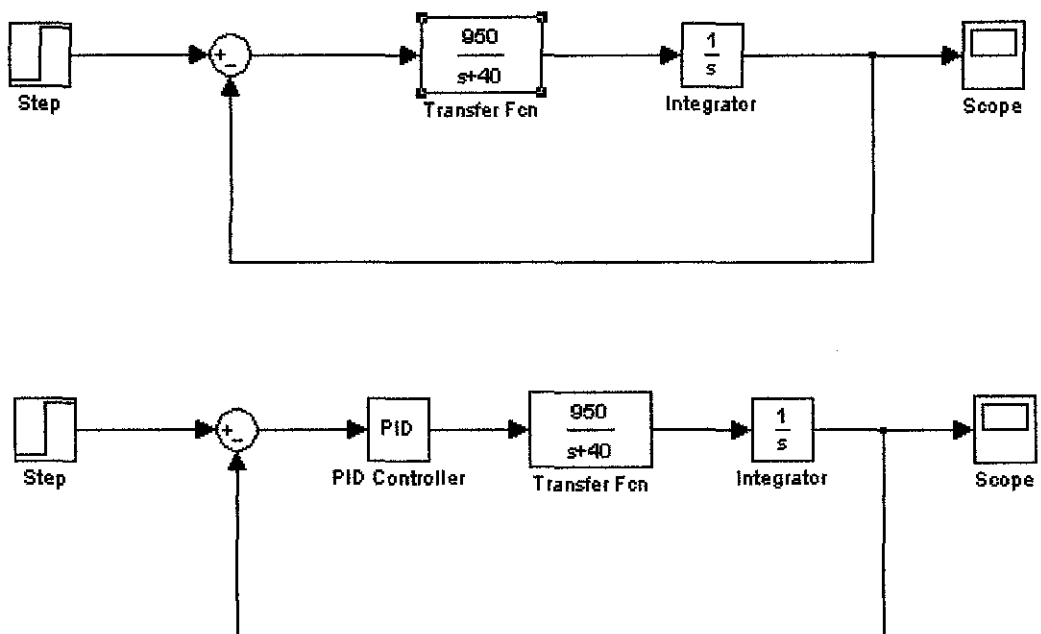 +
-
950
s+40
1
s
Step
Transfer Fcn
Integrator
Scope
+
-
PID
950
s+40
1
s
Step
PID Controller
Transfer Fcn
Integrator
Scope